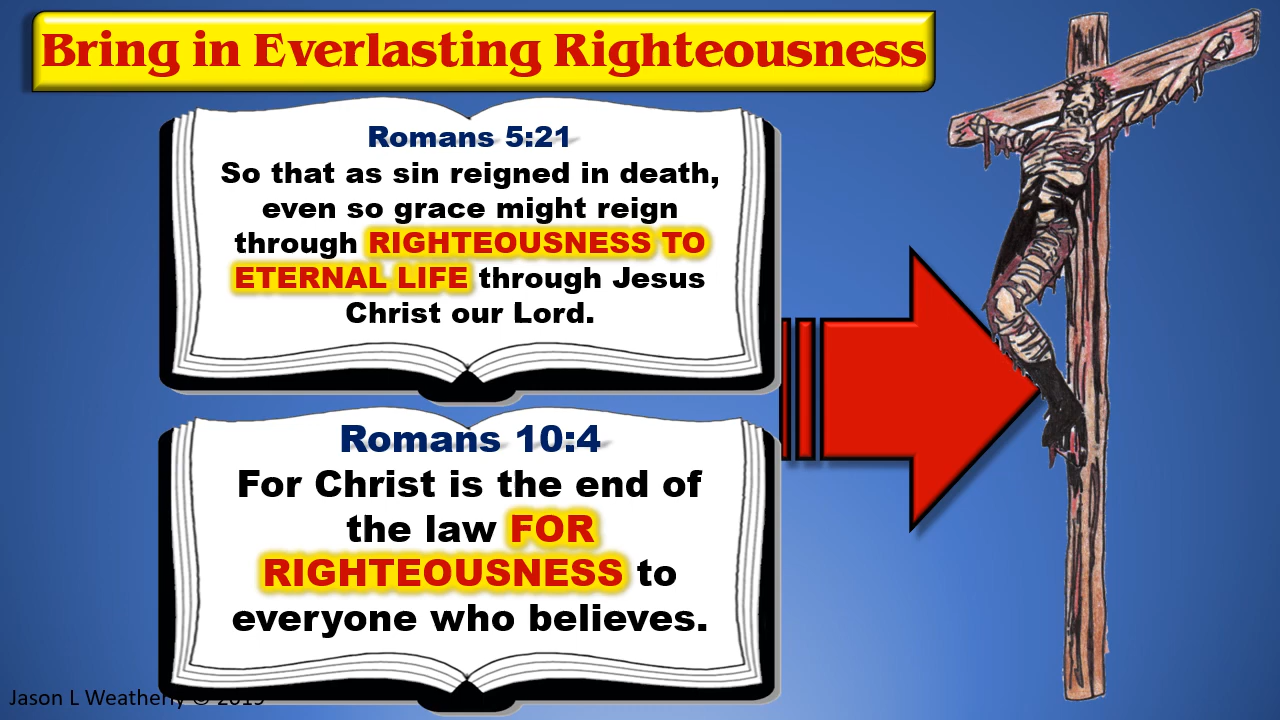 Bring in Everlasting Righteousness
Romans 5:21
So that as sin reigned in death,
even so grace might reign
through RIGHTEOUSNESS TO
ETERNAL LIFE through Jesus
Christ our Lord.
Romans 10:4
For Christ is the end of
the law FOR
RIGHTEOUSNESS to
everyone who believes.
Jason L Weatherly ©